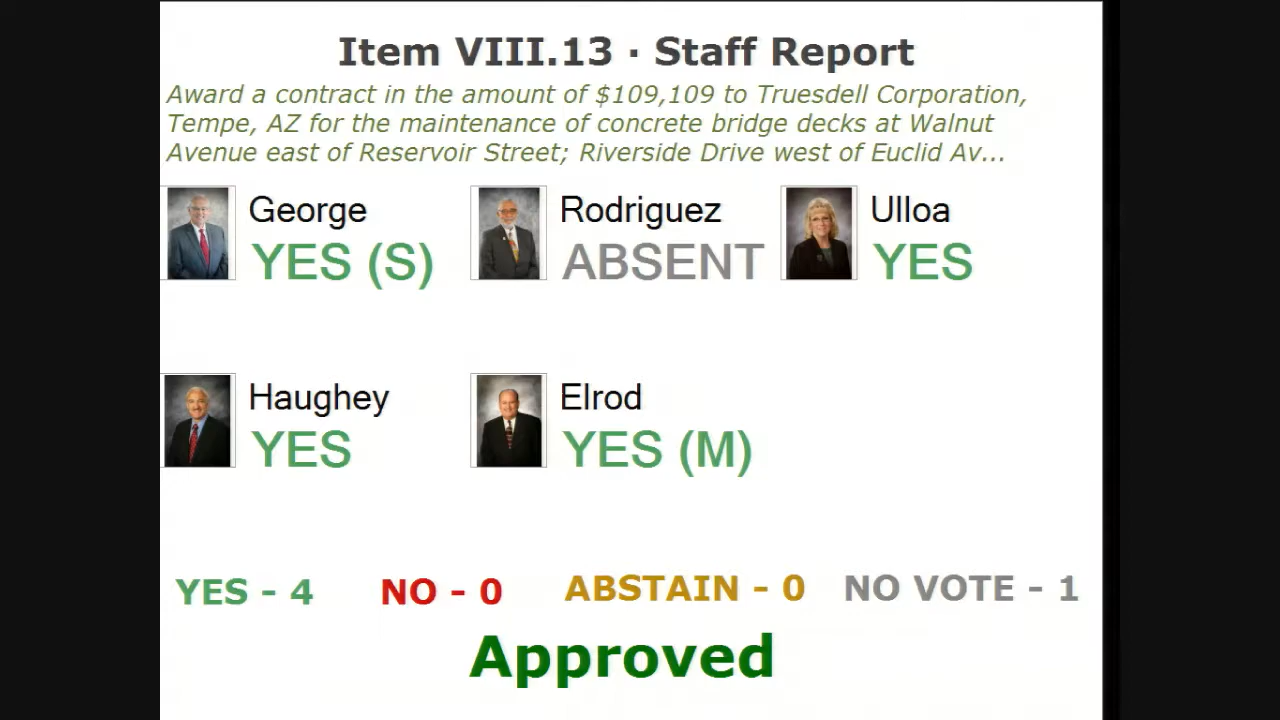 Item VIII.13 · Staff Report
Award a contract in the amount of $109,109 to Truesdell Corporation,
Tempe, AZ for the maintenance of concrete bridge decks at Walnut
Avenue east of Reservoir Street; Riverside Drive west of Euclid Av...
George
YES (S)
Rodriguez
ABSENT
Ulloa
YES
Haughey
YES
Elrod
YES (M)
YES - 4 NO - 0 ABSTAIN - 0 NO VOTE - 1
Approved